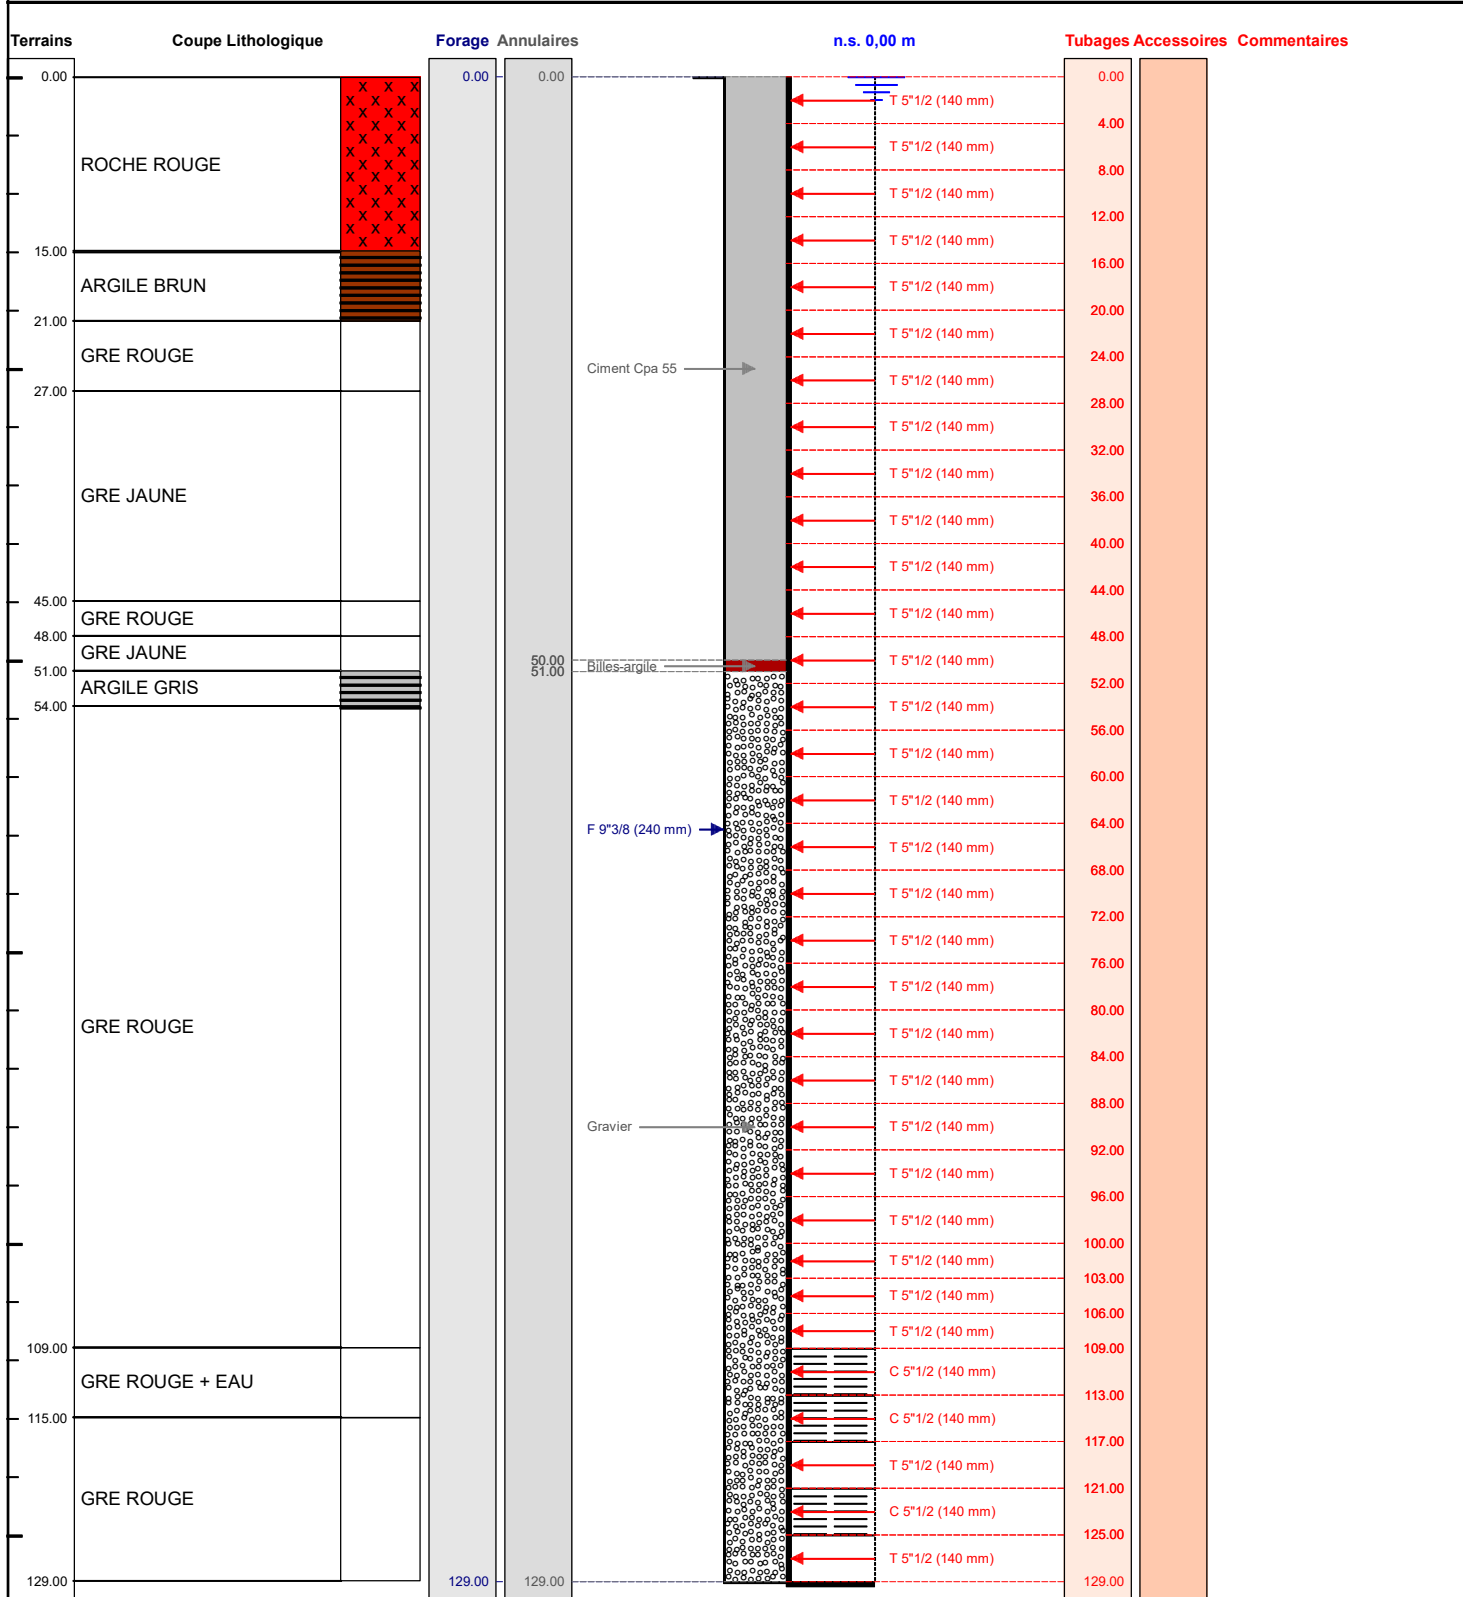 Terrains Coupe Lithologique Forage Annulaires n.s. 0,00 m Tubages Accessoires Commentaires
0.00 0.00 0.00 0.00
T 5"1/2 (140 mm)
4.00
T 5"1/2 (140 mm)
ROCHE ROUGE
8.00
T 5"1/2 (140 mm)
12.00
T 5"1/2 (140 mm)
15.00
16.00
ARGILE BRUN T 5"1/2 (140 mm)
20.00
21.00
T 5"1/2 (140 mm)
GRE ROUGE 24.00
Ciment Cpa 55
T 5"1/2 (140 mm)
27.00
28.00
T 5"1/2 (140 mm)
32.00
T 5"1/2 (140 mm)
GRE JAUNE 36.00
T 5"1/2 (140 mm)
40.00
T 5"1/2 (140 mm)
44.00
45.00
GRE ROUGE T 5"1/2 (140 mm)
48.00 48.00
GRE JAUNE
50.00 T 5"1/2 (140 mm)
Billes-argile
51.00 51.00
52.00
ARGILE GRIS
54.00 T 5"1/2 (140 mm)
56.00
T 5"1/2 (140 mm)
60.00
T 5"1/2 (140 mm)
64.00
F 9"3/8 (240 mm)
T 5"1/2 (140 mm)
68.00
T 5"1/2 (140 mm)
72.00
T 5"1/2 (140 mm)
76.00
T 5"1/2 (140 mm)
80.00
GRE ROUGE T 5"1/2 (140 mm)
84.00
T 5"1/2 (140 mm)
88.00
Gravier T 5"1/2 (140 mm)
92.00
T 5"1/2 (140 mm)
96.00
T 5"1/2 (140 mm)
100.00
T 5"1/2 (140 mm)
103.00
T 5"1/2 (140 mm)
106.00
T 5"1/2 (140 mm)
109.00 109.00
C 5"1/2 (140 mm)
GRE ROUGE + EAU
113.00
115.00 C 5"1/2 (140 mm)
117.00
T 5"1/2 (140 mm)
121.00
GRE ROUGE
C 5"1/2 (140 mm)
125.00
T 5"1/2 (140 mm)
129.00 129.00 129.00 129.00